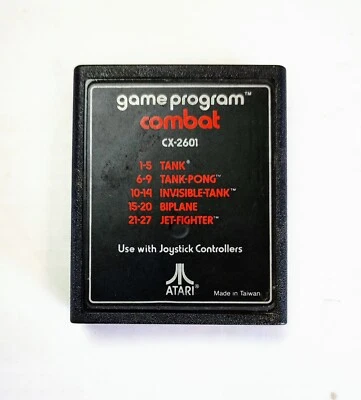 game program™
combat
CX-2601
1-5 TANK®
6-9 TANK-PONG™
10-14 INVISIBLE-TANK™
15-20 BIPLANE
21-27 JET-FIGHTER™
Use with Joystick Controllers
ATARI®
Made in Taiwan